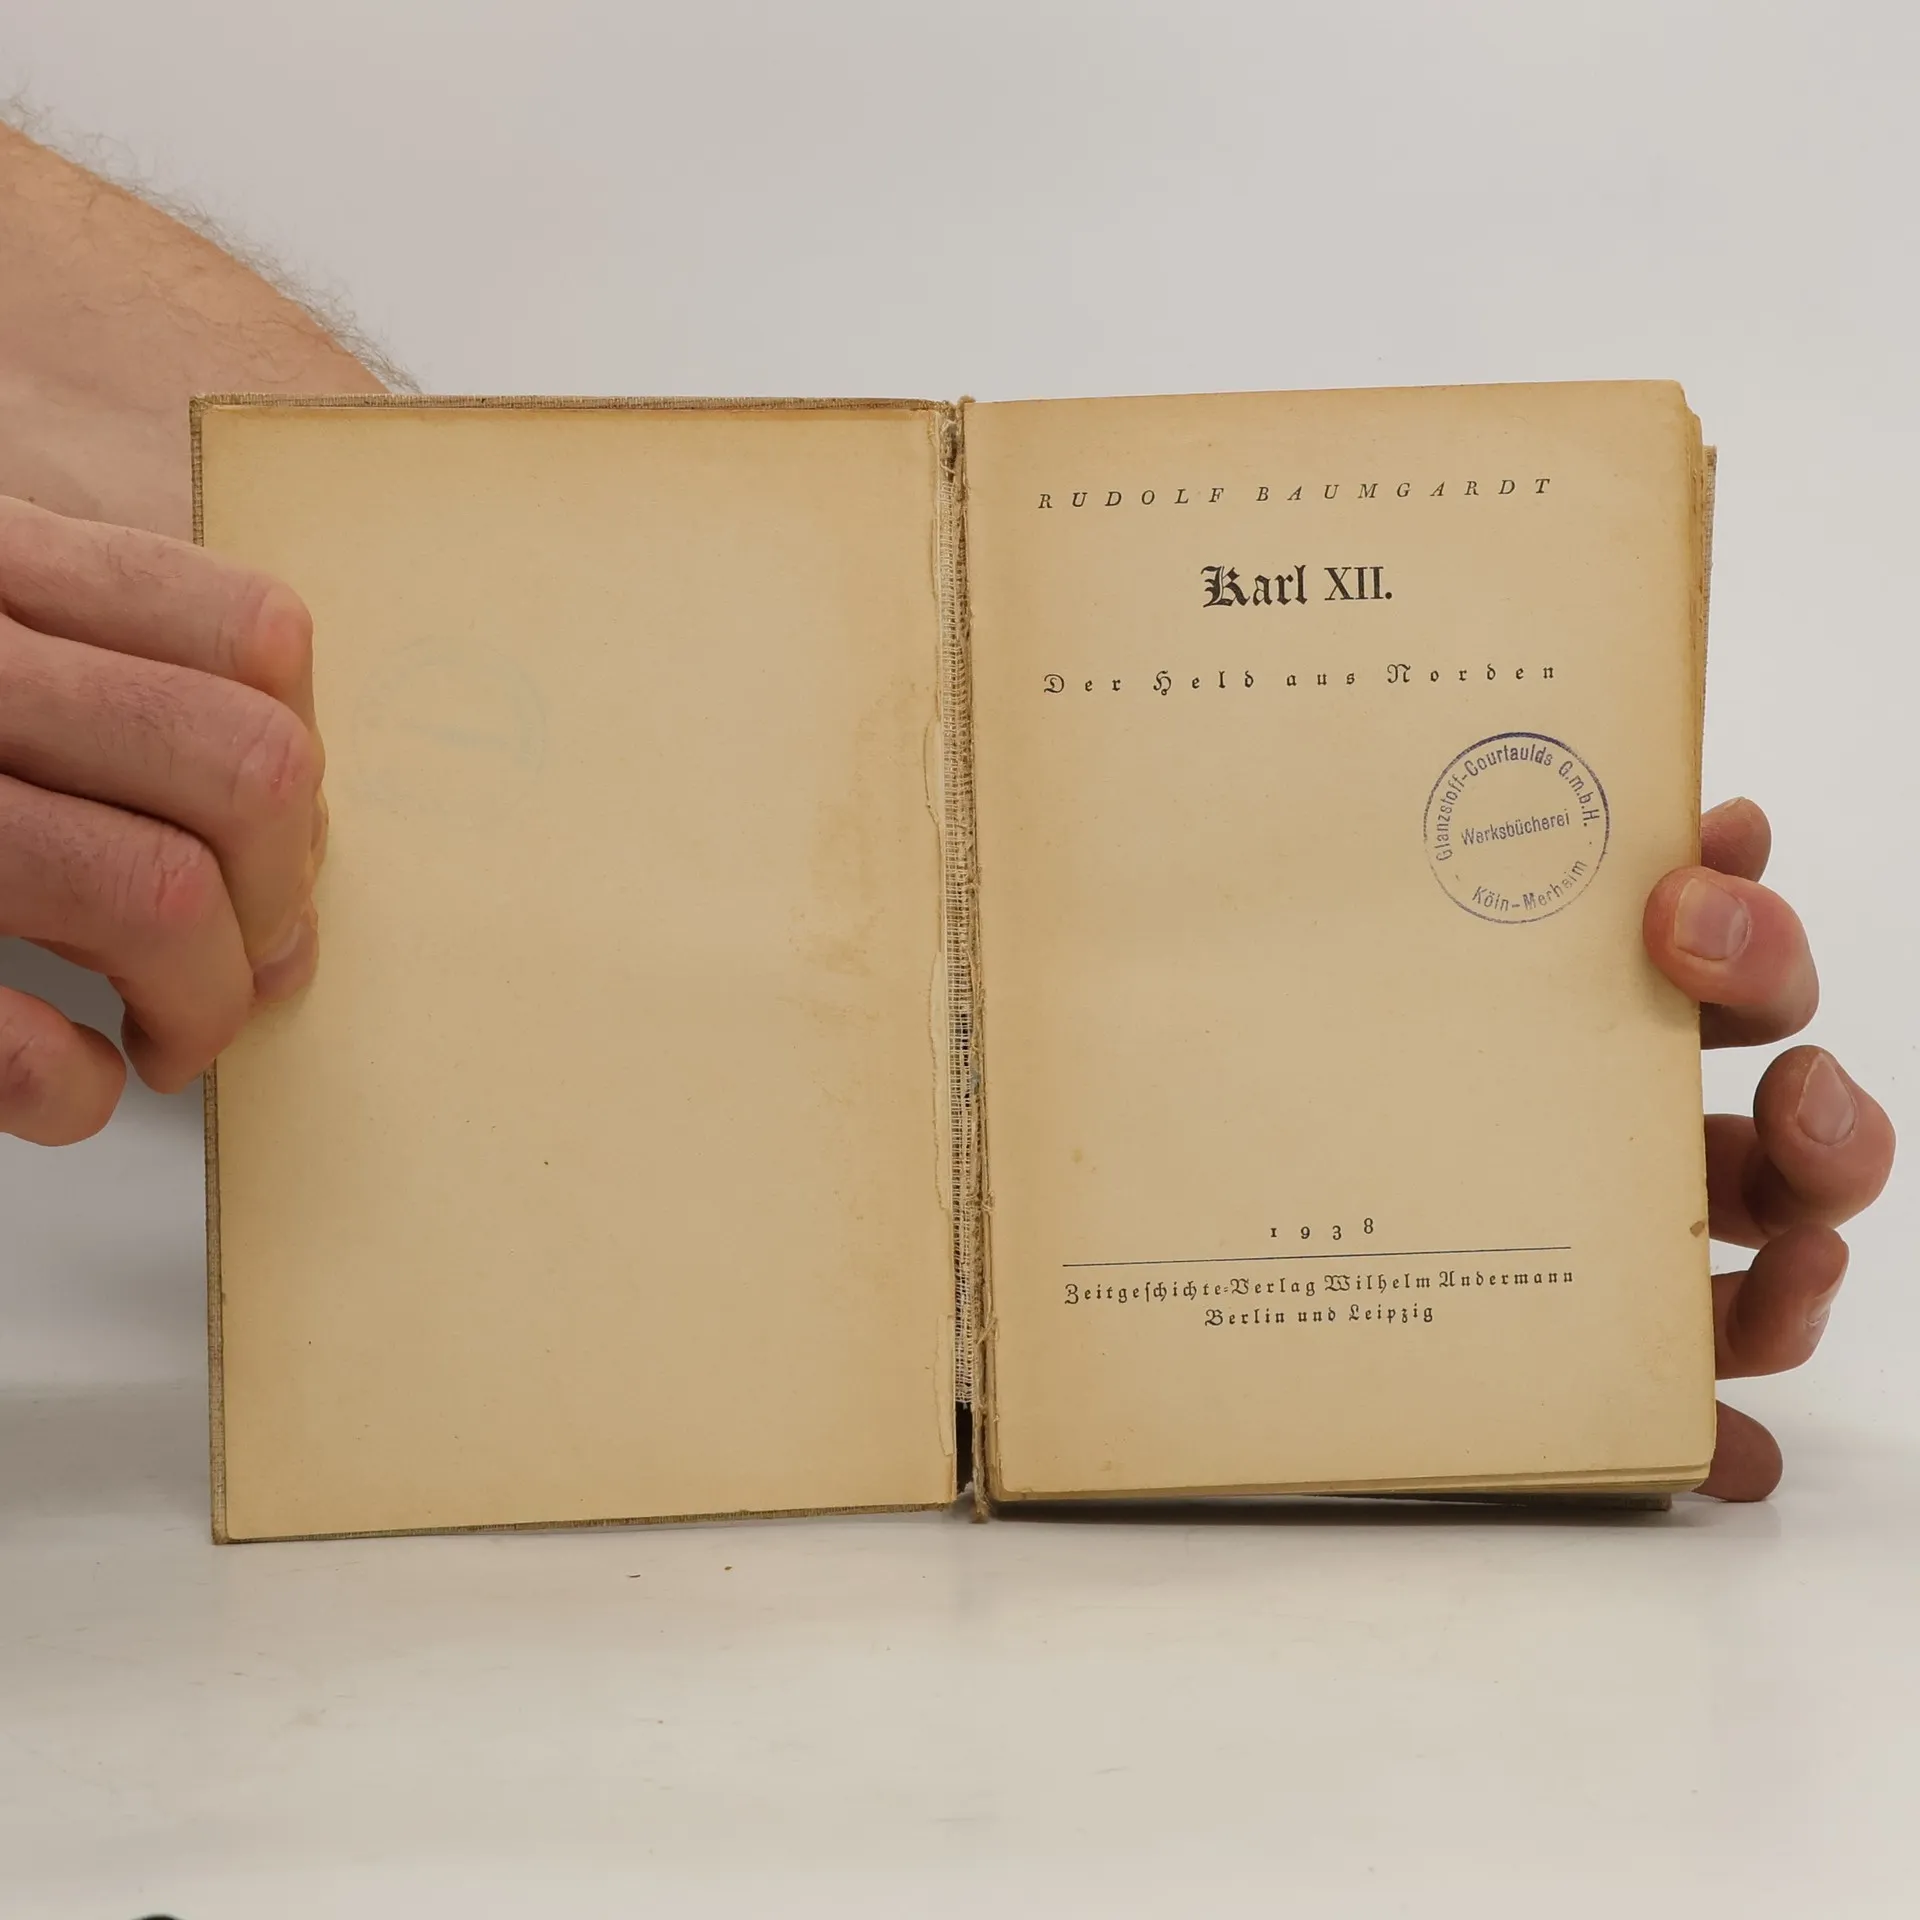 RUDOLF BAUMGARDT
Karl XII.
Der Held aus Norden
Glanzstoff-Courtaulds G.m.b.H.
Werksbücherei
Köln-Merheim
1938
Zeitgeschichte-Verlag Wilhelm Andermann
Berlin und Leipzig